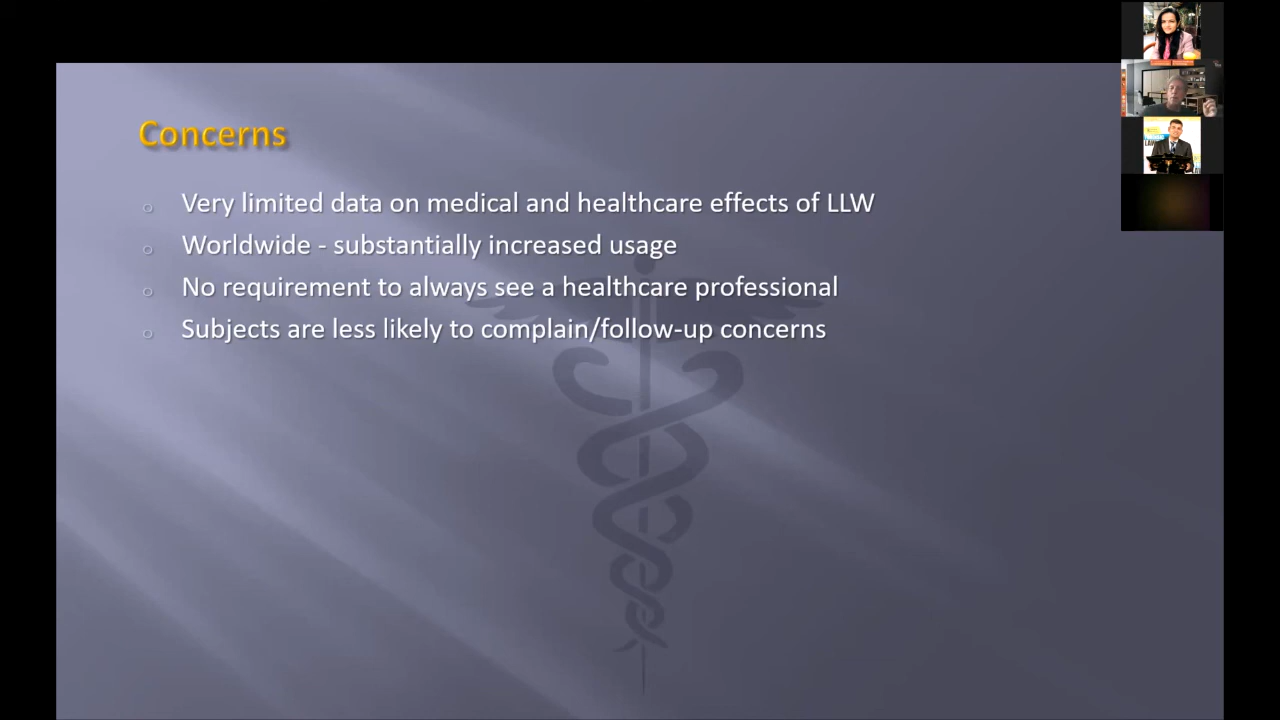 Concerns
Very limited data on medical and healthcare effects of LLW
Worldwide - substantially increased usage
No requirement to always see a healthcare professional
Subjects are less likely to complain/follow-up concerns